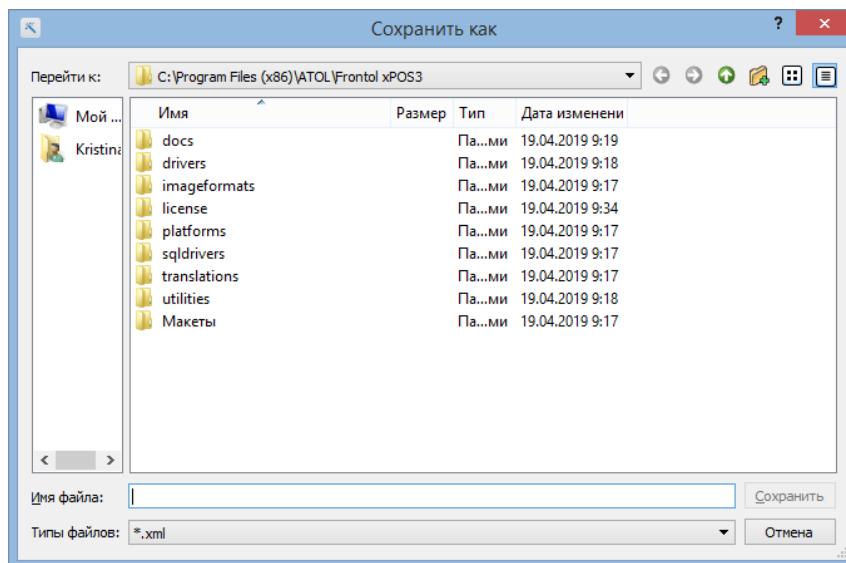 Сохранить как
?
Перейти к: C:\Program Files (x86)\ATOL\Frontol xPOS3
Мой ...
Kristina
Имя Размер Тип Дата изменени
docs Па...ми 19.04.2019 9:19
drivers Па...ми 19.04.2019 9:18
imageformats Па...ми 19.04.2019 9:17
license Па...ми 19.04.2019 9:34
platforms Па...ми 19.04.2019 9:17
sqldrivers Па...ми 19.04.2019 9:17
translations Па...ми 19.04.2019 9:17
utilities Па...ми 19.04.2019 9:18
Макеты Па...ми 19.04.2019 9:17
Имя файла: Сохранить
Типы файлов: *.xml Отмена